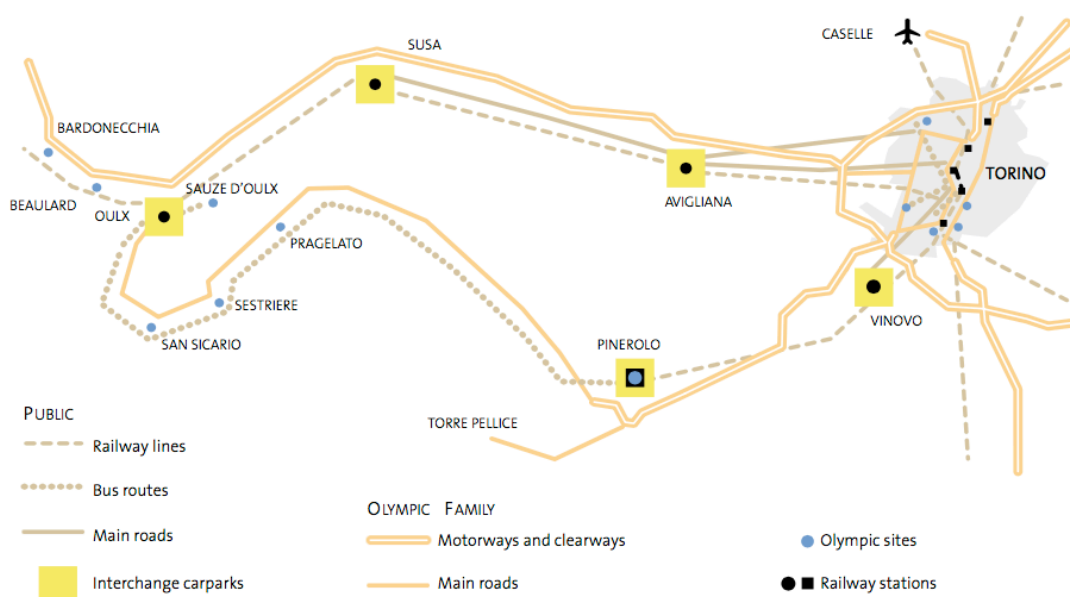 CASELLE
SUSA
BARDONECCHIA
TORINO
SAUZE D'OULX
AVIGLIANA
BEAULARD
OULX
PRAGELATO
SESTRIERE
VINOVO
SAN SICARIO
PINEROLO
TORRE PELLICE
PUBLIC
Railway lines
Bus routes
Main roads
Interchange carparks
OLYMPIC FAMILY
Motorways and clearways
Main roads
Olympic sites
Railway stations